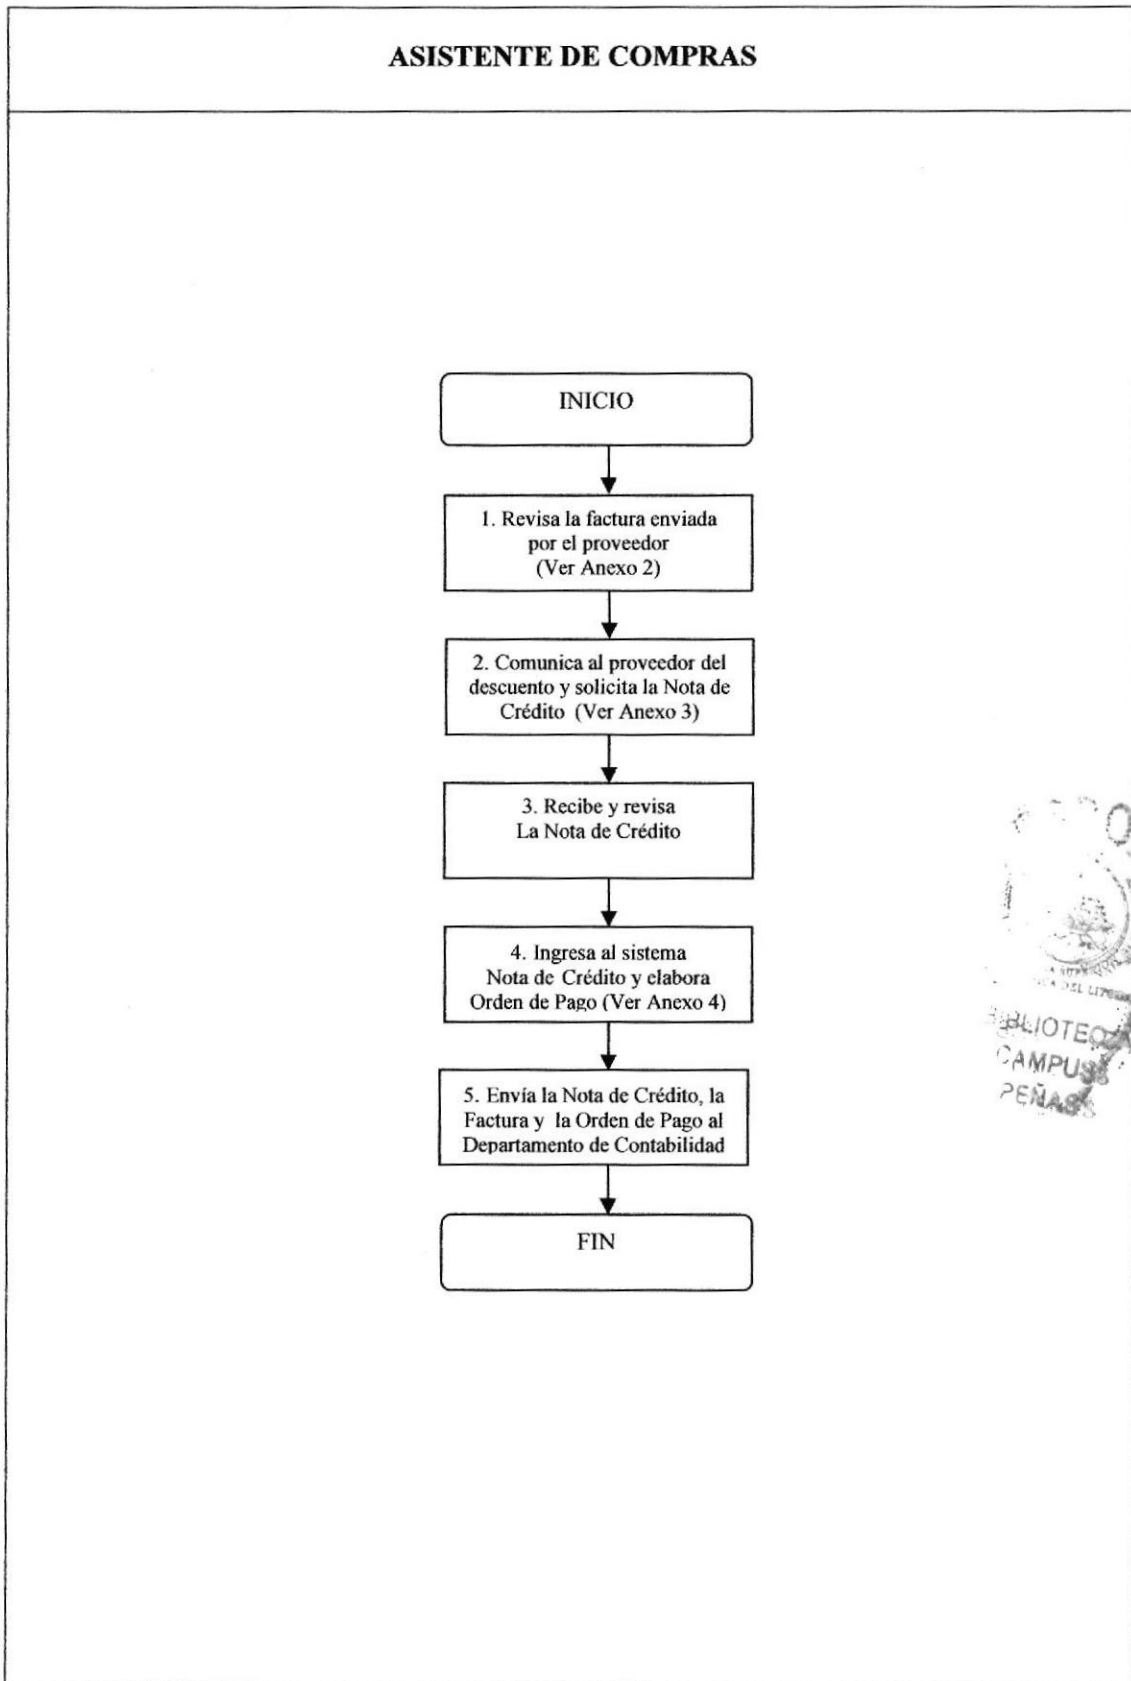 ASISTENTE DE COMPRAS
INICIO
1. Revisa la factura enviada
por el proveedor
(Ver Anexo 2)
2. Comunica al proveedor del
descuento y solicita la Nota de
Crédito (Ver Anexo 3)
3. Recibe y revisa
La Nota de Crédito
4. Ingresa al sistema
Nota de Crédito y elabora
Orden de Pago (Ver Anexo 4)
5. Envía la Nota de Crédito, la
Factura y la Orden de Pago al
Departamento de Contabilidad
FIN
CAMPUS
PEÑAS